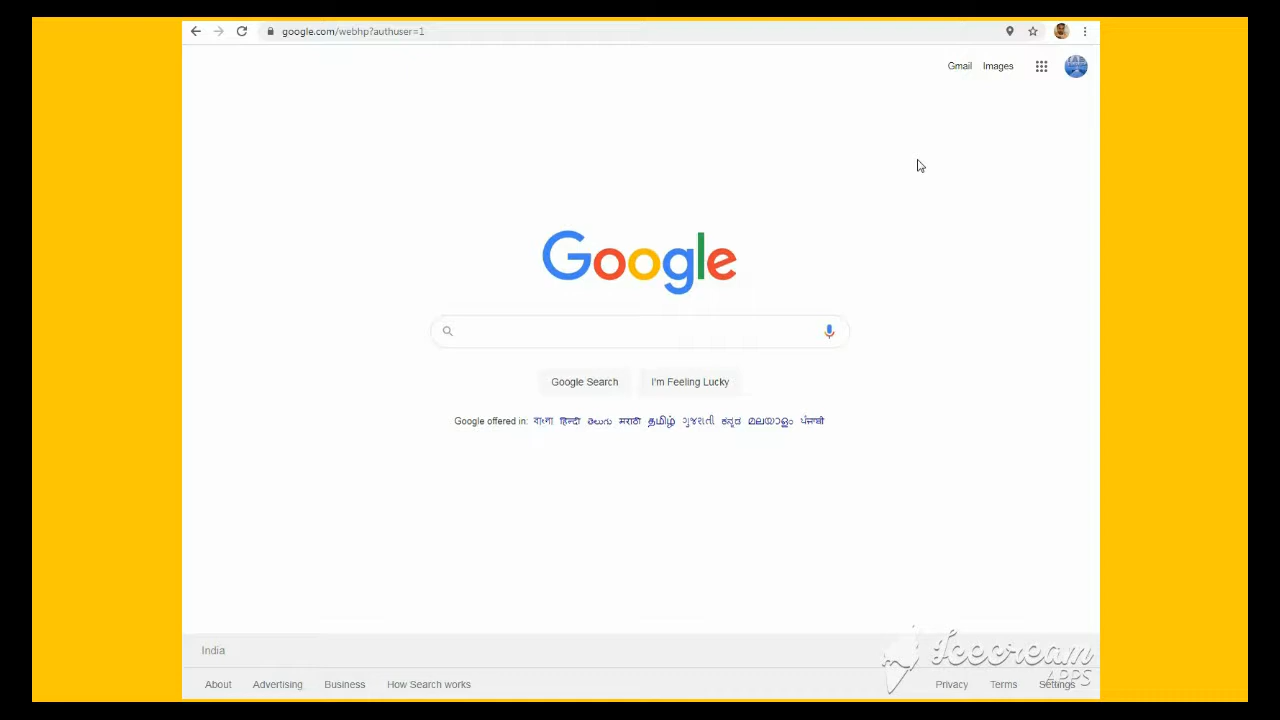 google.com/webhp?authuser=1
Gmail Images
Google
Google Search I'm Feeling Lucky
Google offered in: বাংলা हिन्दी తెలుగు मराठी தமிழ் ગુજરાતી ಕನ್ನಡ മലയാളം ਪੰਜਾਬੀ
India
Icecream
APPS
About Advertising Business How Search works Privacy Terms Settings